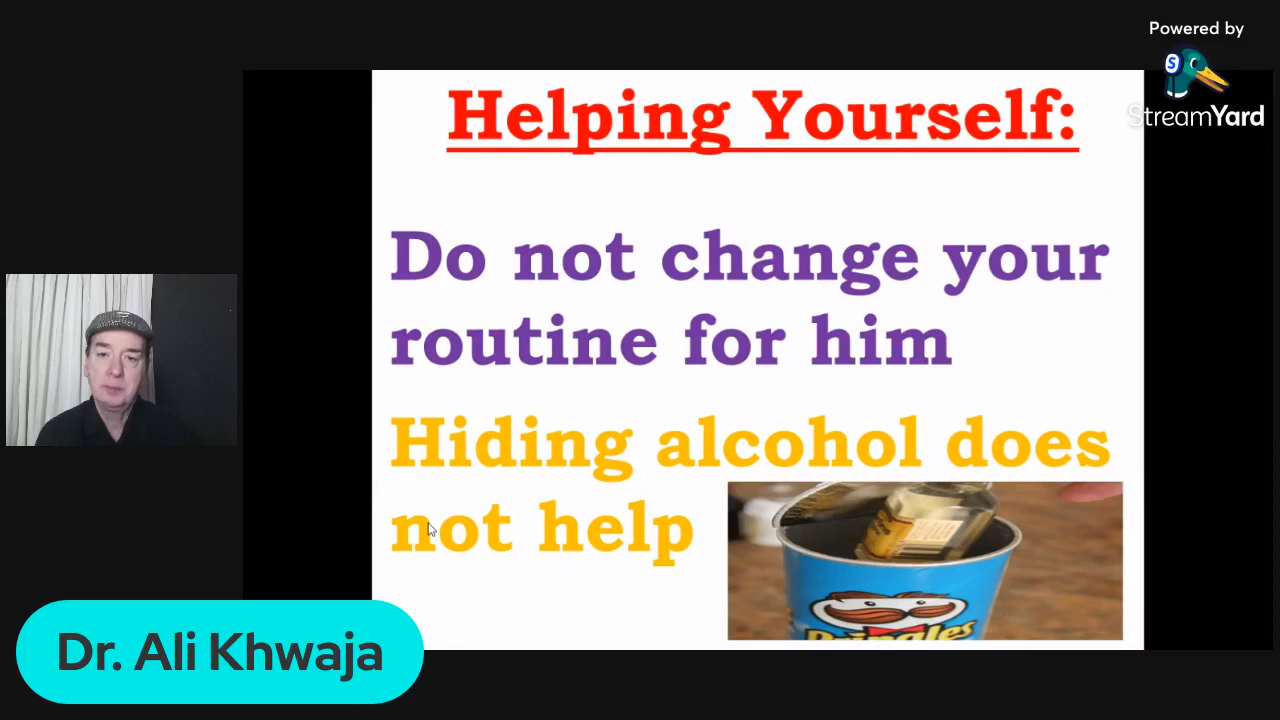 Powered by
StreamYard
Helping Yourself:
Do not change your
routine for him
Hiding alcohol does
not help
Pringles
Dr. Ali Khwaja